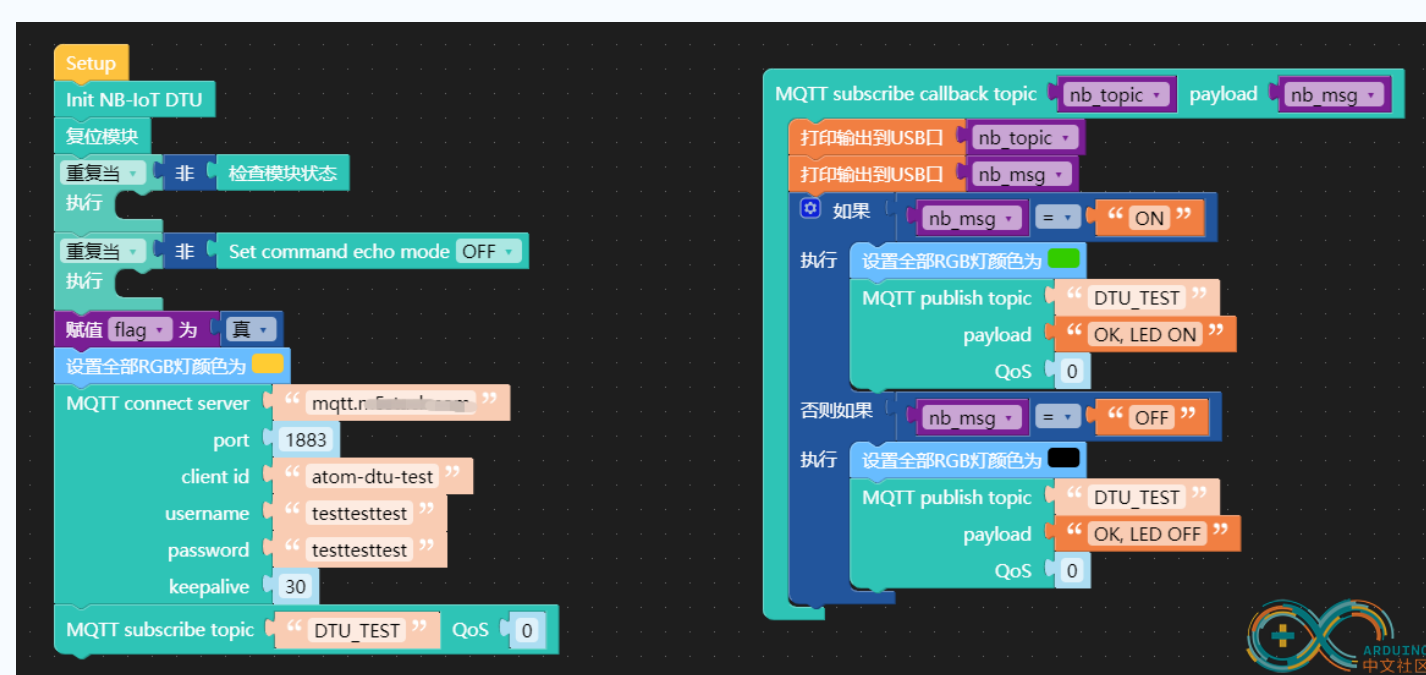 Setup
Init NB-IoT DTU
复位模块
重复当 非 检查模块状态
执行
重复当 非 Set command echo mode OFF
执行
赋值 flag 为 真
设置全部RGB灯颜色为
MQTT connect server “ mqtt. ”
port 1883
client id “ atom-dtu-test ”
username “ testtesttest ”
password “ testtesttest ”
keepalive 30
MQTT subscribe topic “ DTU_TEST ” QoS 0
MQTT subscribe callback topic nb_topic payload nb_msg
打印输出到USB口 nb_topic
打印输出到USB口 nb_msg
如果 nb_msg = “ ON ”
执行 设置全部RGB灯颜色为
MQTT publish topic “ DTU_TEST ”
payload “ OK, LED ON ”
QoS 0
否则如果 nb_msg = “ OFF ”
执行 设置全部RGB灯颜色为
MQTT publish topic “ DTU_TEST ”
payload “ OK, LED OFF ”
QoS 0
ARDUINO
中文社区